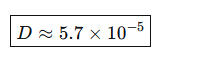 D ≈ 5.7 × 10⁻⁵